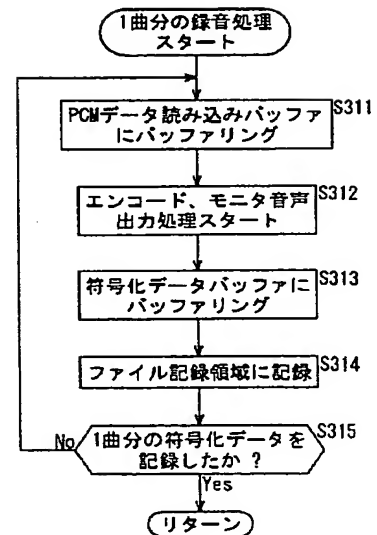 1曲分の録音処理
スタート
S311
PCMデータ読み込みバッファ
にバッファリング
S312
エンコード、モニタ音声
出力処理スタート
S313
符号化データバッファに
バッファリング
S314
ファイル記録領域に記録
S315
1曲分の符号化データを
記録したか ?
No
Yes
リターン